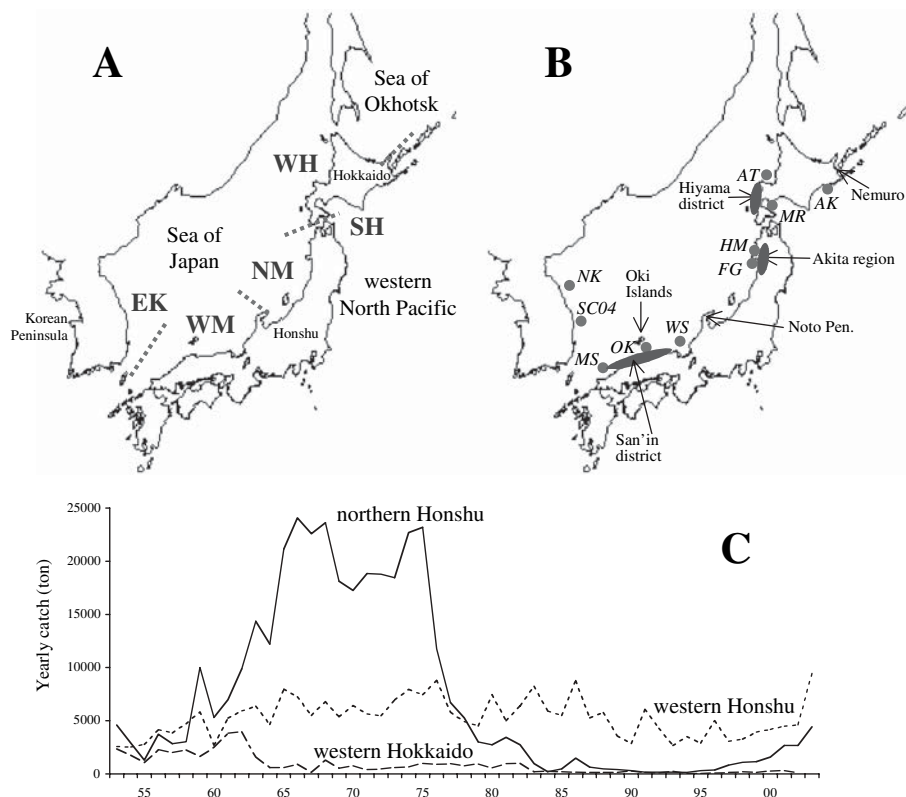 A
Sea of
Okhotsk
WH
Hokkaido
SH
Sea of
Japan
NM
western
North Pacific
EK
WM
Honshu
Korean
Peninsula
B
AT
Hiyama
district
MR
AK
Nemuro
HM
FG
Akita region
NK
Oki
Islands
SC04
WS
Noto Pen.
OK
MS
San'in
district
C
Yearly catch (ton)
25000
20000
15000
10000
5000
0
northern Honshu
western Honshu
western Hokkaido
55 60 65 70 75 80 85 90 95 00